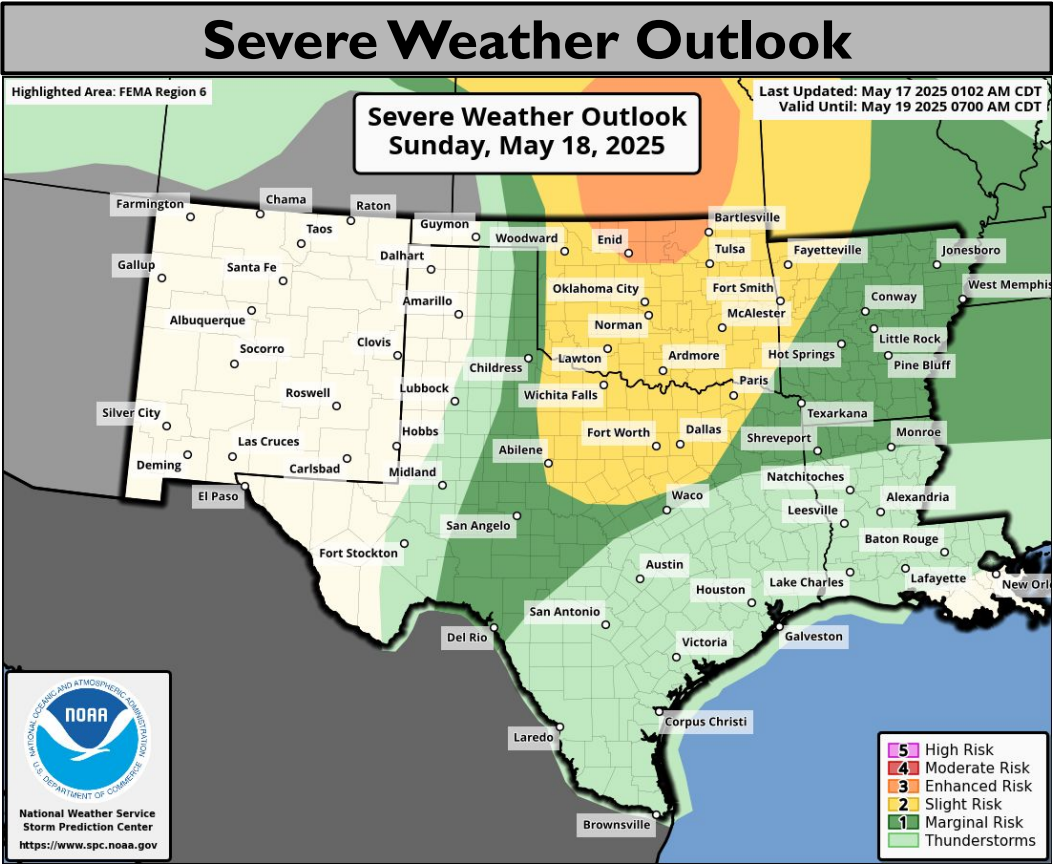 Severe Weather Outlook
Highlighted Area: FEMA Region 6
Severe Weather Outlook
Sunday, May 18, 2025
Last Updated: May 17 2025 0102 AM CDT
Valid Until: May 19 2025 0700 AM CDT
Farmington
Chama
Raton
Taos
Guymon
Bartlesville
Woodward
Enid
Tulsa
Fayetteville
Jonesboro
Gallup
Santa Fe
Dalhart
Oklahoma City
Fort Smith
West Memphis
Albuquerque
Amarillo
Norman
McAlester
Conway
Little Rock
Socorro
Clovis
Childress
Lawton
Ardmore
Hot Springs
Pine Bluff
Roswell
Lubbock
Wichita Falls
Paris
Texarkana
Silver City
Las Cruces
Hobbs
Fort Worth
Dallas
Shreveport
Monroe
Deming
Carlsbad
Midland
Abilene
Natchitoches
El Paso
San Angelo
Waco
Leesville
Alexandria
Fort Stockton
Austin
Baton Rouge
Houston
Lake Charles
Lafayette
New Orl
San Antonio
Del Rio
Victoria
Galveston
Laredo
Corpus Christi
Brownsville
NATIONAL OCEANIC AND ATMOSPHERIC ADMINISTRATION
NOAA
U.S. DEPARTMENT OF COMMERCE
National Weather Service
Storm Prediction Center
https://www.spc.noaa.gov
5 High Risk
4 Moderate Risk
3 Enhanced Risk
2 Slight Risk
1 Marginal Risk
Thunderstorms